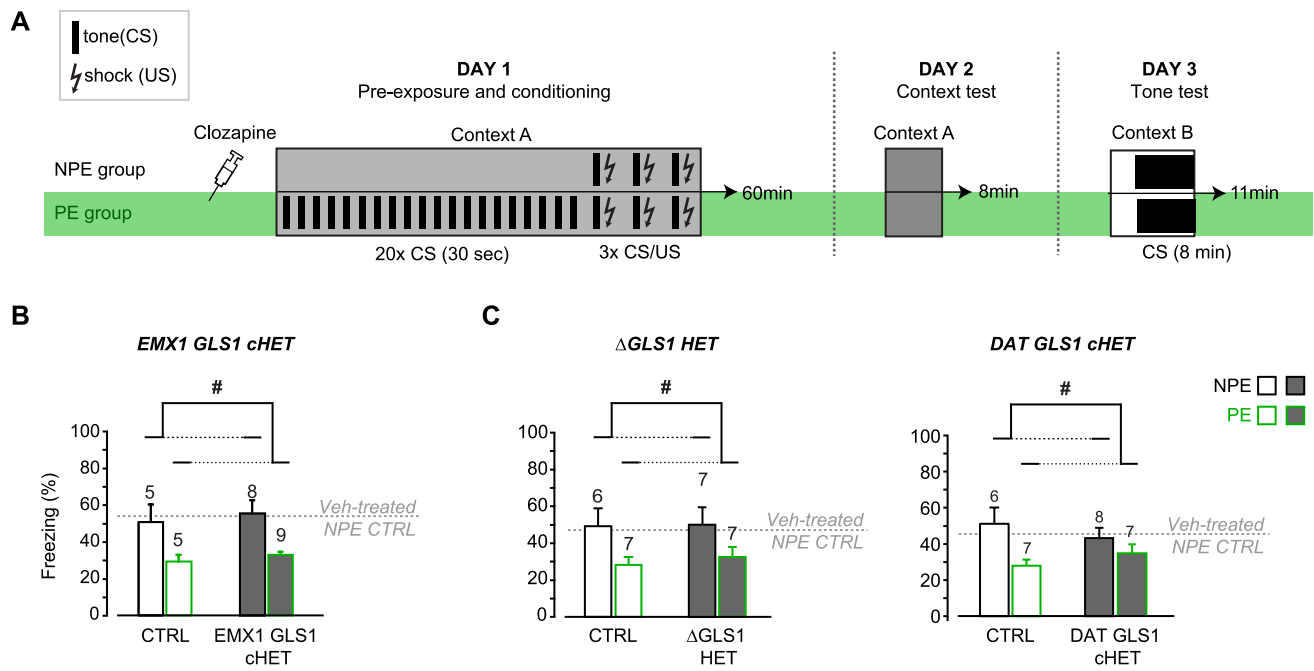 A
tone(CS)
shock (US)
DAY 1
Pre-exposure and conditioning
DAY 2
Context test
DAY 3
Tone test
Clozapine
Context A
Context A
Context B
NPE group
PE group
60min
8min
11min
20x CS (30 sec)
3x CS/US
CS (8 min)
B
EMX1 GLS1 cHET
#
100
80
60
40
20
0
Freezing (%)
5
5
8
9
Veh-treated
NPE CTRL
CTRL
EMX1 GLS1
cHET
C
ΔGLS1 HET
#
100
80
60
40
20
0
6
7
7
7
Veh-treated
NPE CTRL
CTRL
ΔGLS1
HET
DAT GLS1 cHET
#
100
80
60
40
20
0
6
7
8
7
Veh-treated
NPE CTRL
CTRL
DAT GLS1
cHET
NPE
PE